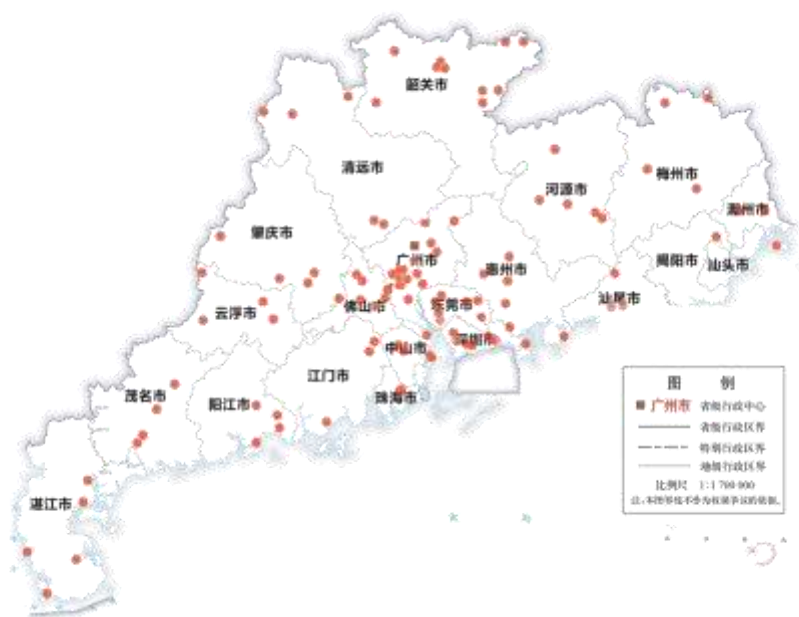 韶关市
清远市
梅州市
河源市
潮州市
肇庆市
广州市
惠州市
揭阳市
汕头市
云浮市
佛山市
东莞市
汕尾市
中山市
深圳市
江门市
茂名市
阳江市
珠海市
湛江市
图 例
广州市 省级行政中心
省级行政区界
特别行政区界
地级行政区界
比例尺 1:1 700 000